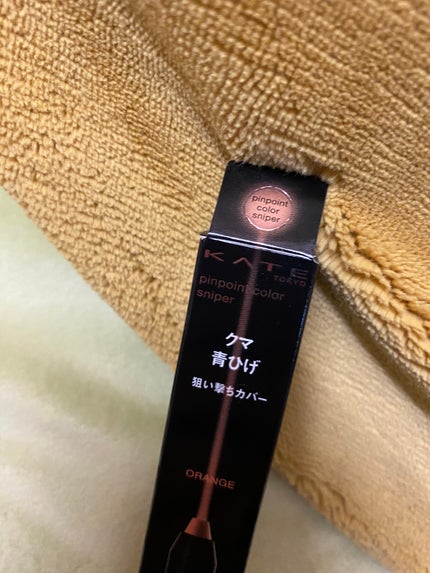 pinpoint
color
sniper
KATE
TOKYO
pinpoint color
sniper
クマ
青ひげ
狙い撃ちカバー
ORANGE